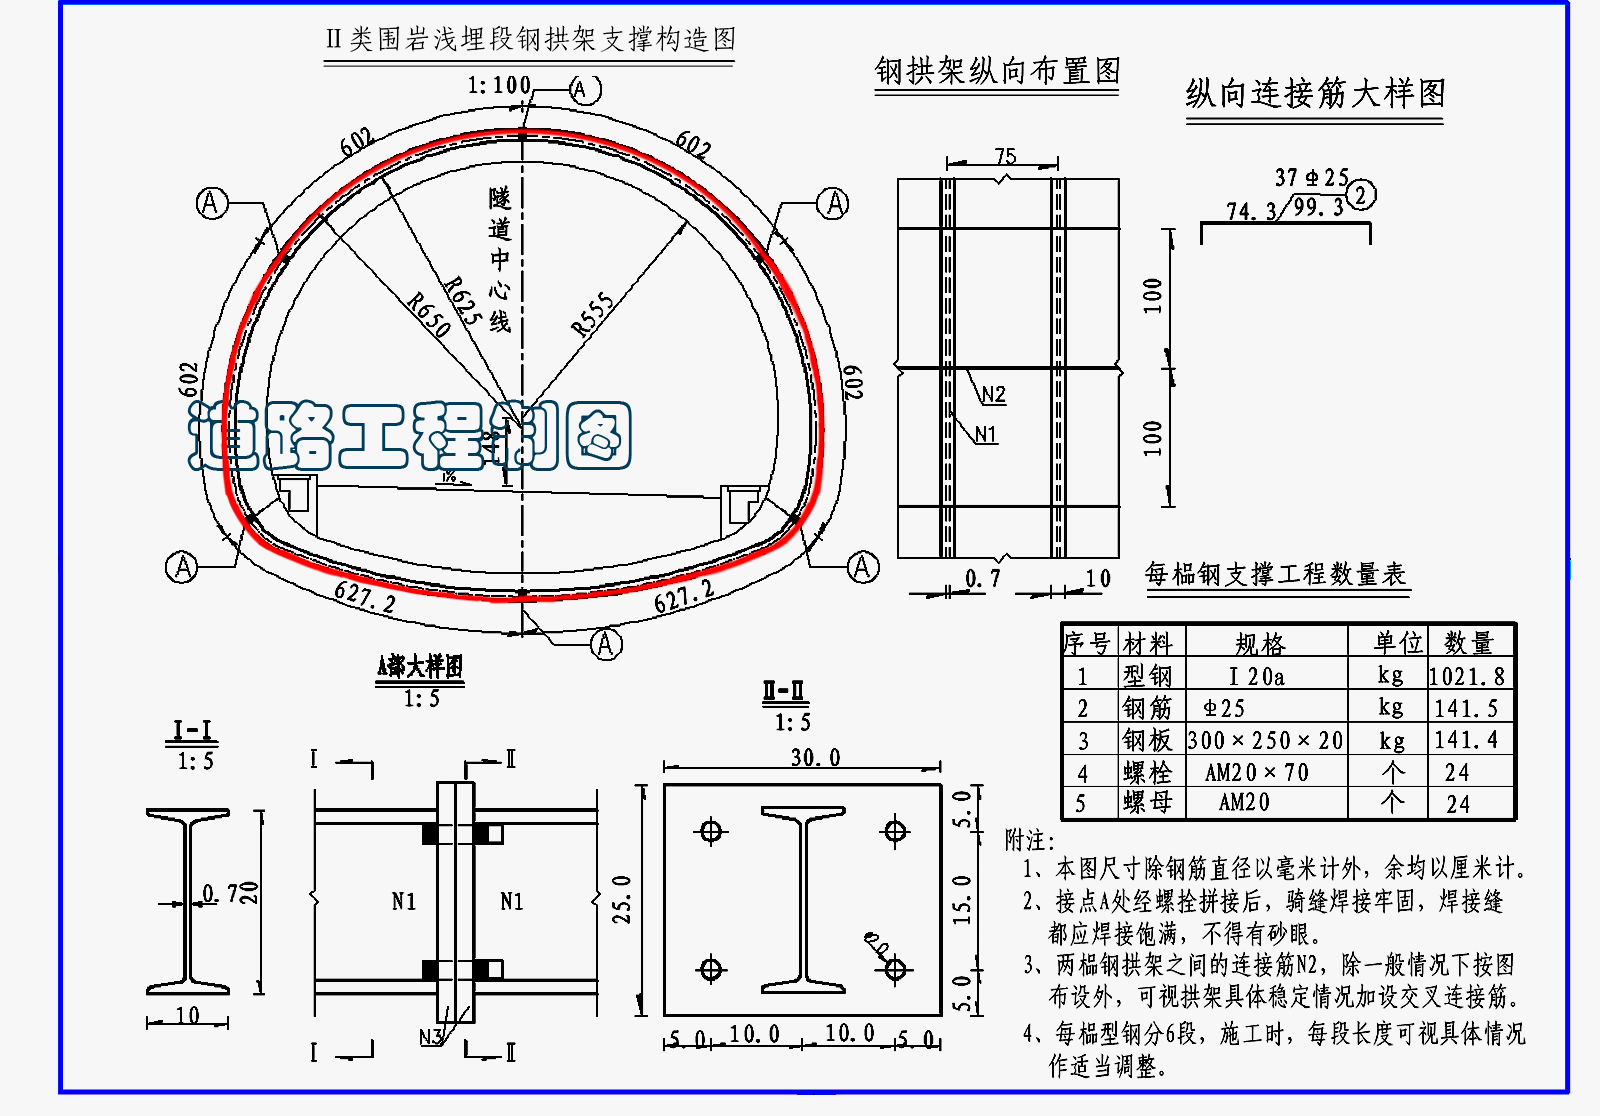 Ⅱ类围岩浅埋段钢拱架支撑构造图
1:100
钢拱架纵向布置图
纵向连接筋大样图
A
602
602
A
A
隧道中心线
R625
R650
R555
602
602
148
1%
道路工程制图
A
A
627.2
627.2
A
75
N2
N1
100
100
0.7
10
37Φ25
74.3
99.3
2
每榀钢支撑工程数量表
序号 材料 规格 单位 数量
1 型钢 I20a kg 1021.8
2 钢筋 Φ25 kg 141.5
3 钢板 300×250×20 kg 141.4
4 螺栓 AM20×70 个 24
5 螺母 AM20 个 24
A部大样图
1:5
Ⅰ-Ⅰ
1:5
0.7
20
10
Ⅰ
Ⅱ
N1
N1
N3
Ⅰ
Ⅱ
Ⅱ-Ⅱ
1:5
30.0
25.0
5.0
15.0
5.0
5.0
10.0
10.0
5.0
附注:
1、本图尺寸除钢筋直径以毫米计外，余均以厘米计。
2、接点A处经螺栓拼接后，骑缝焊接牢固，焊接缝
都应焊接饱满，不得有砂眼。
3、两榀钢拱架之间的连接筋N2，除一般情况下按图
布设外，可视拱架具体稳定情况加设交叉连接筋。
4、每榀型钢分6段，施工时，每段长度可视具体情况
作适当调整。